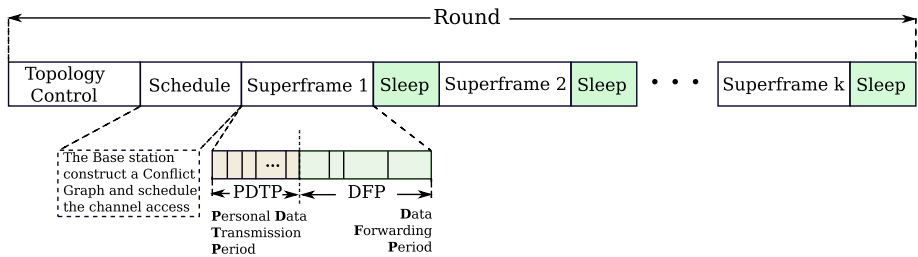 Round
Topology
Control
Schedule
Superframe 1
Sleep
Superframe 2
Sleep
• • •
Superframe k
Sleep
The Base station
construct a Conflict
Graph and schedule
the channel access
...
PDTP
DFP
Personal Data
Transmission
Period
Data
Forwarding
Period